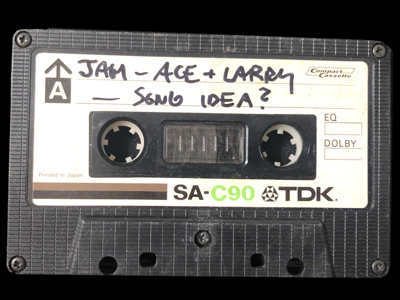 JAM - ACE + LARRY
- SONG IDEA?
Compact
Cassette
A
EQ
DOLBY
Printed in Japan
SA-C90 TDK.